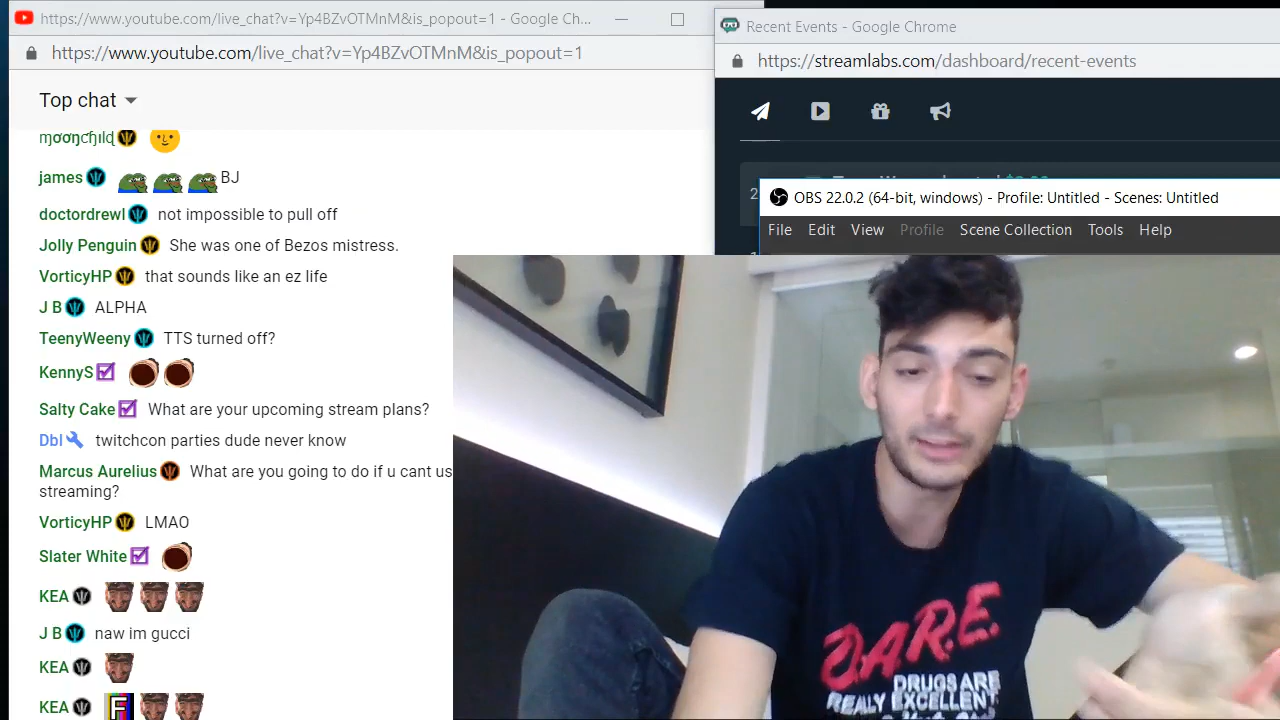 https://www.youtube.com/live_chat?v=Yp4BZvOTMnM&is_popout=1 - Google Ch...
https://www.youtube.com/live_chat?v=Yp4BZvOTMnM&is_popout=1
Top chat
james BJ
doctordrewl not impossible to pull off
Jolly Penguin She was one of Bezos mistress.
VorticyHP that sounds like an ez life
J B ALPHA
TeenyWeeny TTS turned off?
KennyS
Salty Cake What are your upcoming stream plans?
Dbl twitchcon parties dude never know
Marcus Aurelius What are you going to do if u cant us
streaming?
VorticyHP LMAO
Slater White
KEA
J B naw im gucci
KEA
KEA F
Recent Events - Google Chrome
https://streamlabs.com/dashboard/recent-events
2
OBS 22.0.2 (64-bit, windows) - Profile: Untitled - Scenes: Untitled
File Edit View Profile Scene Collection Tools Help
D.A.R.E.
DRUGS ARE
REALLY EXCELLENT